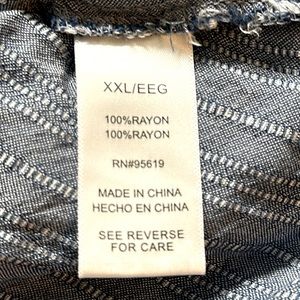 XXL/EEG
100%RAYON
100%RAYON
RN#95619
MADE IN CHINA
HECHO EN CHINA
SEE REVERSE
FOR CARE